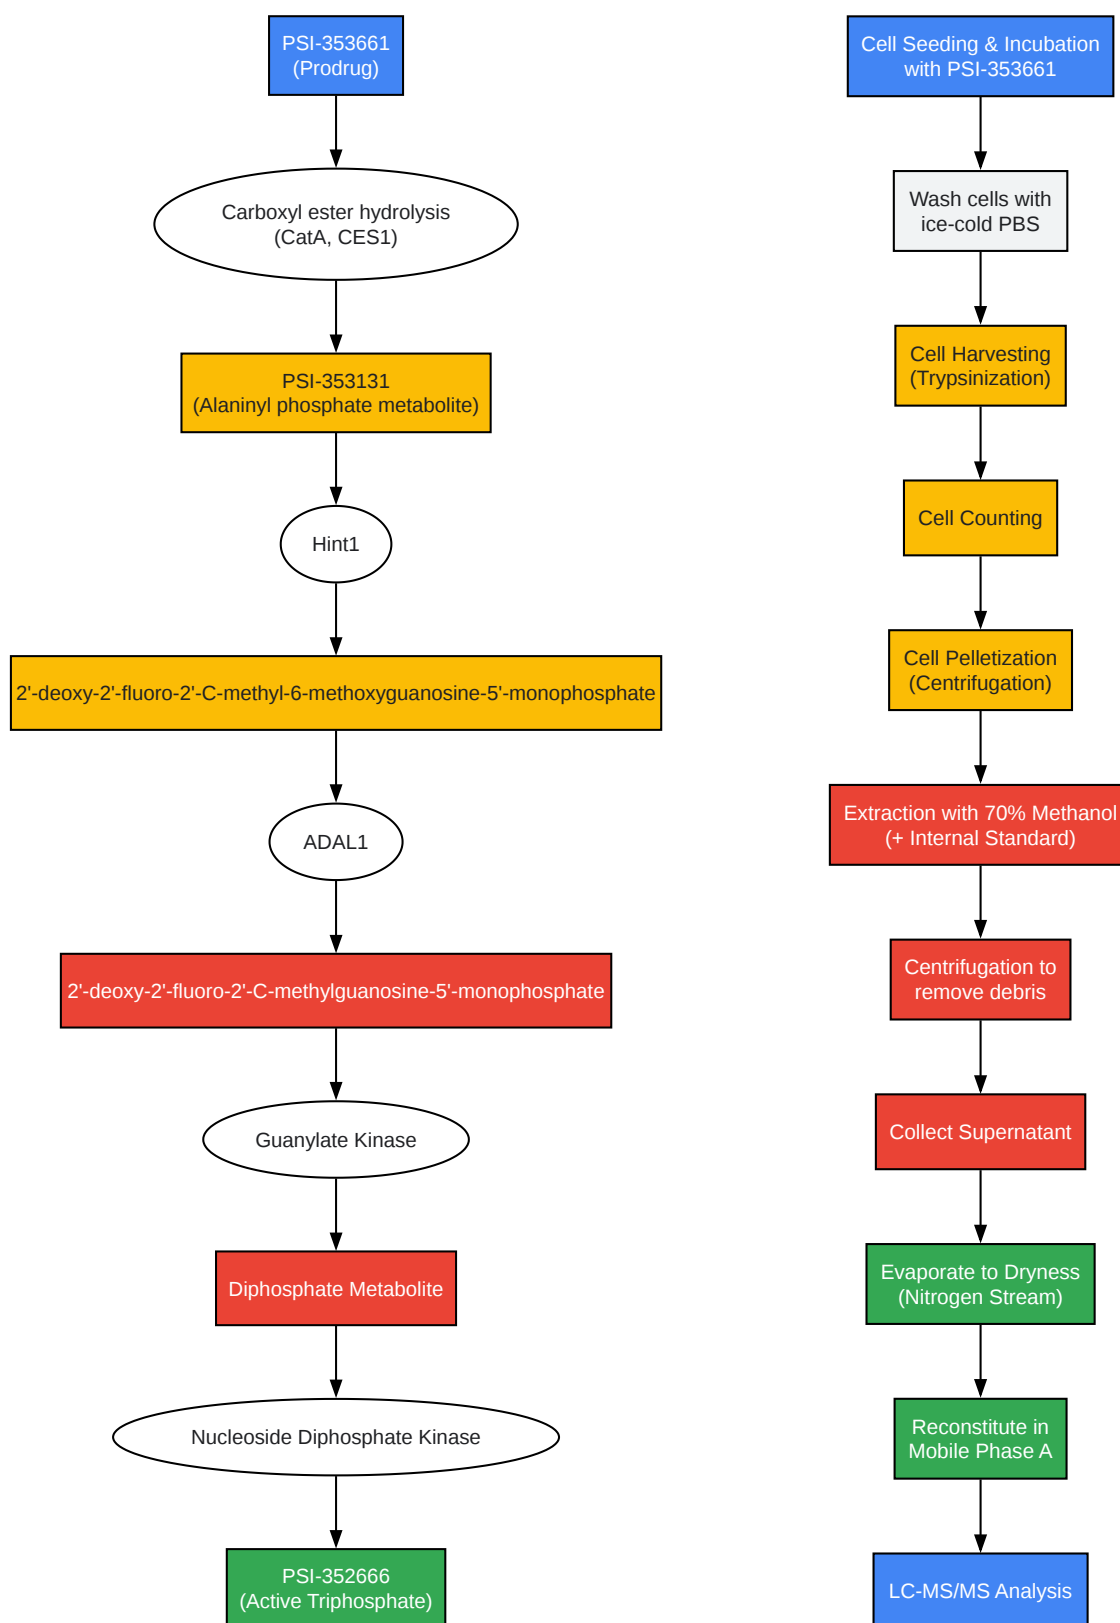 PSI-353661
(Prodrug)
Carboxyl ester hydrolysis
(CatA, CES1)
PSI-353131
(Alaninyl phosphate metabolite)
Hint1
2'-deoxy-2'-fluoro-2'-C-methyl-6-methoxyguanosine-5'-monophosphate
ADAL1
2'-deoxy-2'-fluoro-2'-C-methylguanosine-5'-monophosphate
Guanylate Kinase
Diphosphate Metabolite
Nucleoside Diphosphate Kinase
PSI-352666
(Active Triphosphate)
Cell Seeding & Incubation
with PSI-353661
Wash cells with
ice-cold PBS
Cell Harvesting
(Trypsinization)
Cell Counting
Cell Pelletization
(Centrifugation)
Extraction with 70% Methanol
(+ Internal Standard)
Centrifugation to
remove debris
Collect Supernatant
Evaporate to Dryness
(Nitrogen Stream)
Reconstitute in
Mobile Phase A
LC-MS/MS Analysis